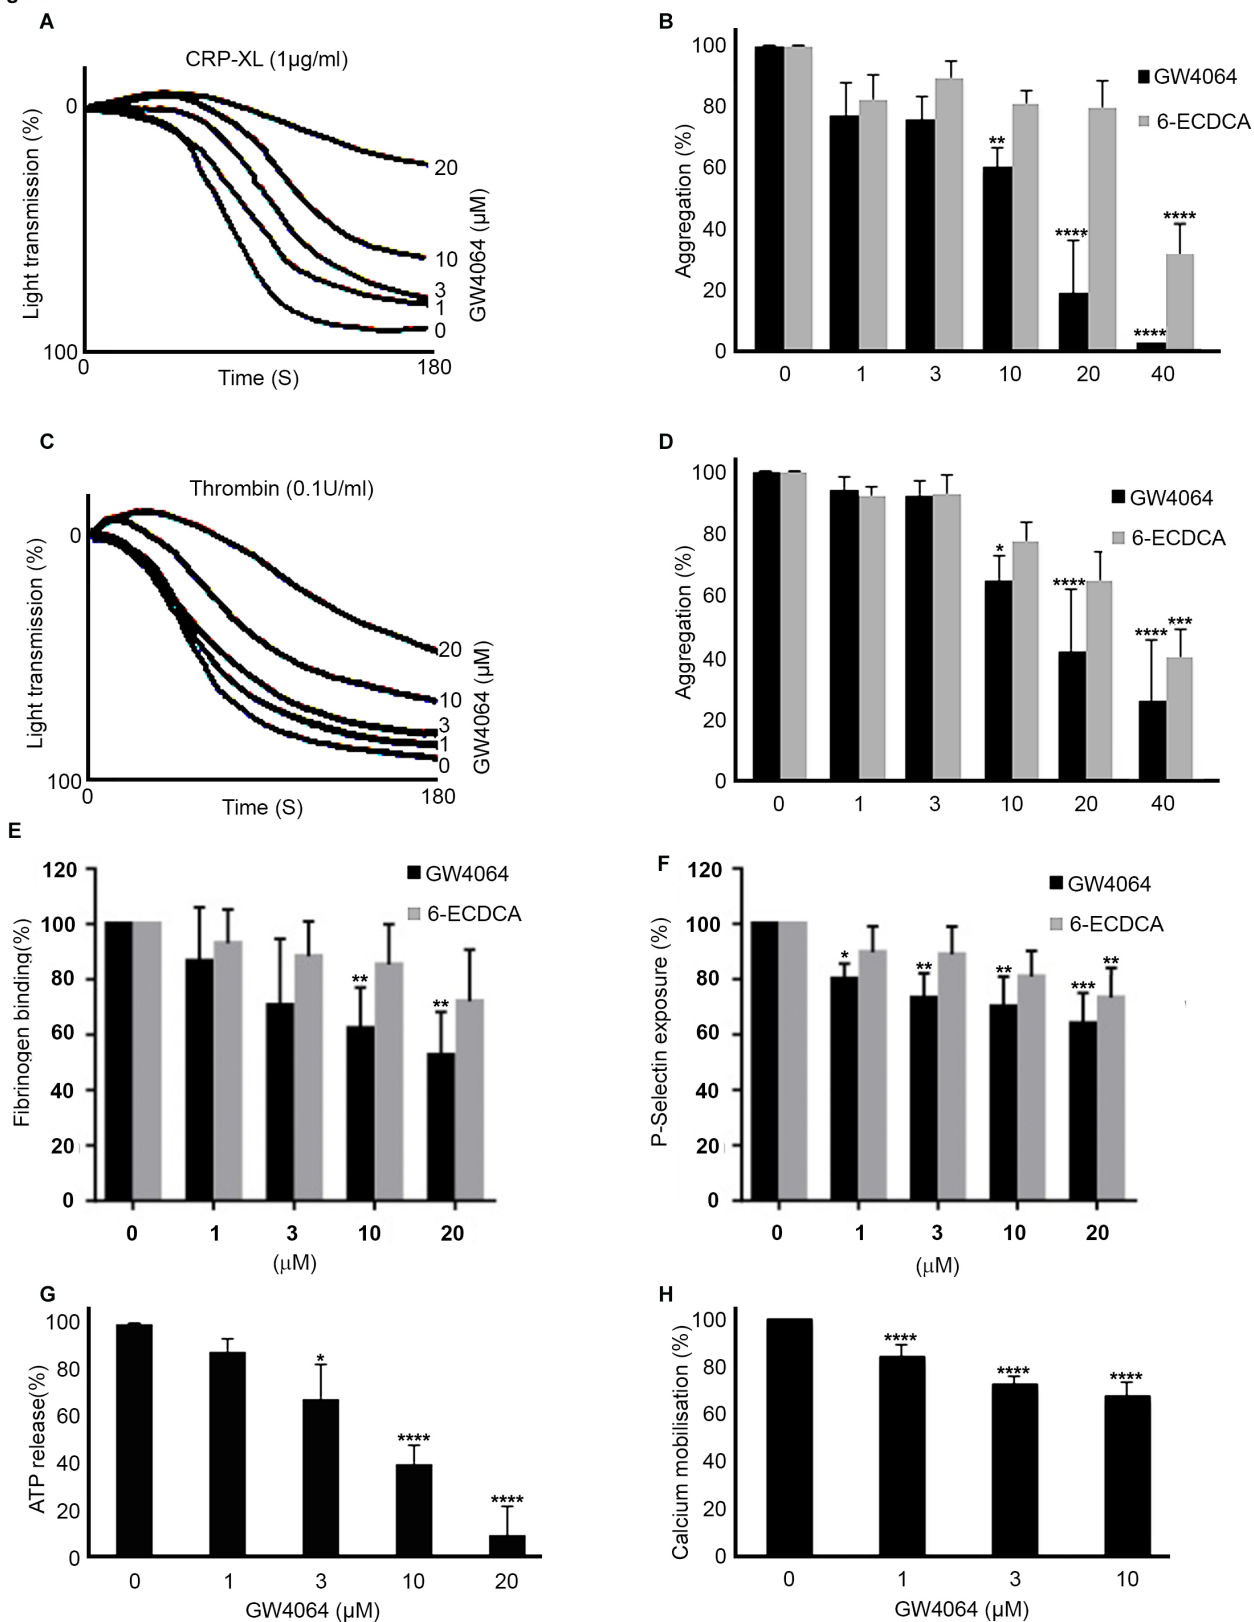 A
CRP-XL (1µg/ml)
Light transmission (%)
0
100
0
180
Time (S)
20
10
3
1
0
GW4064 (µM)
B
Aggregation (%)
100
80
60
40
20
0
GW4064
6-ECDCA
**
****
****
****
0 1 3 10 20 40
C
Thrombin (0.1U/ml)
Light transmission (%)
0
100
0
180
Time (S)
20
10
3
1
0
GW4064 (µM)
D
Aggregation (%)
100
80
60
40
20
0
GW4064
6-ECDCA
*
****
****
***
0 1 3 10 20 40
E
Fibrinogen binding(%)
120
100
80
60
40
20
0
GW4064
6-ECDCA
**
**
0 1 3 10 20
(µM)
F
P-Selectin exposure (%)
120
100
80
60
40
20
0
GW4064
6-ECDCA
*
**
**
***
**
0 1 3 10 20
(µM)
G
ATP release(%)
100
80
60
40
20
0
*
****
****
0 1 3 10 20
GW4064 (µM)
H
Calcium mobilisation (%)
100
80
60
40
20
0
****
****
****
0 1 3 10
GW4064 (µM)